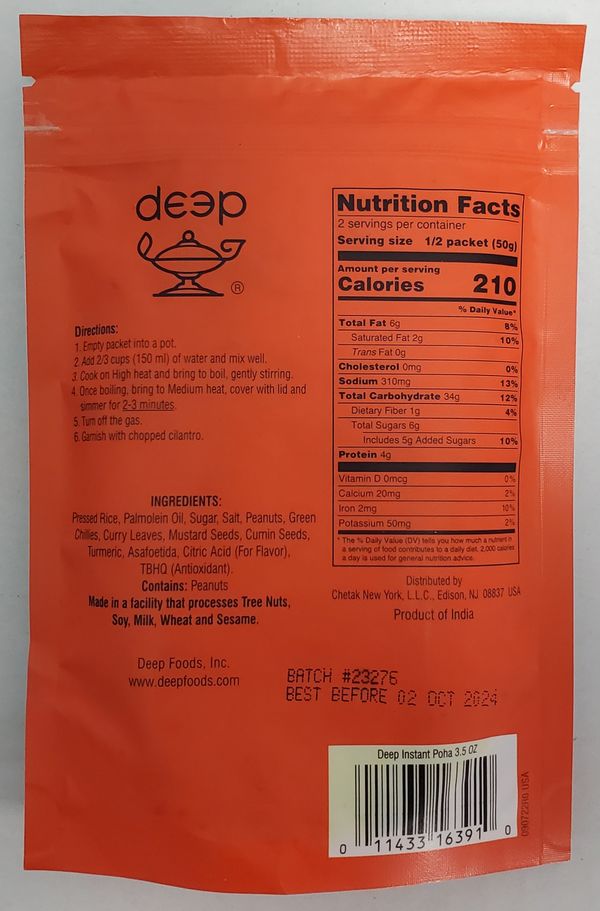 deep
®
Directions:
1. Empty packet into a pot.
2. Add 2/3 cups (150 ml) of water and mix well.
3. Cook on High heat and bring to boil, gently stirring.
4. Once boiling, bring to Medium heat, cover with lid and
simmer for 2-3 minutes.
5. Turn off the gas.
6. Garnish with chopped cilantro.
INGREDIENTS:
Pressed Rice, Palmolein Oil, Sugar, Salt, Peanuts, Green
Chillies, Curry Leaves, Mustard Seeds, Cumin Seeds,
Turmeric, Asafoetida, Citric Acid (For Flavor),
TBHQ (Antioxidant).
Contains: Peanuts
Made in a facility that processes Tree Nuts,
Soy, Milk, Wheat and Sesame.
Deep Foods, Inc.
www.deepfoods.com
Nutrition Facts
2 servings per container
Serving size 1/2 packet (50g)
Amount per serving
Calories 210
% Daily Value*
Total Fat 6g 8%
Saturated Fat 2g 10%
Trans Fat 0g
Cholesterol 0mg 0%
Sodium 310mg 13%
Total Carbohydrate 34g 12%
Dietary Fiber 1g 4%
Total Sugars 6g
Includes 5g Added Sugars 10%
Protein 4g
Vitamin D 0mcg 0%
Calcium 20mg 2%
Iron 2mg 10%
Potassium 50mg 2%
* The % Daily Value (DV) tells you how much a nutrient in
a serving of food contributes to a daily diet. 2,000 calories
a day is used for general nutrition advice.
Distributed by
Chetak New York, L.L.C., Edison, NJ 08837 USA
Product of India
BATCH #23276
BEST BEFORE 02 OCT 2024
Deep Instant Poha 3.5 OZ
0 11433 16391 0
090722R0 USA